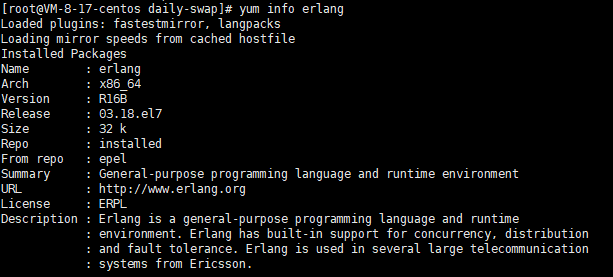 [root@VM-8-17-centos daily-swap]# yum info erlang
Loaded plugins: fastestmirror, langpacks
Loading mirror speeds from cached hostfile
Installed Packages
Name        : erlang
Arch        : x86_64
Version     : R16B
Release     : 03.18.el7
Size        : 32 k
Repo        : installed
From repo   : epel
Summary     : General-purpose programming language and runtime environment
URL         : http://www.erlang.org
License     : ERPL
Description : Erlang is a general-purpose programming language and runtime
            : environment. Erlang has built-in support for concurrency, distribution
            : and fault tolerance. Erlang is used in several large telecommunication
            : systems from Ericsson.